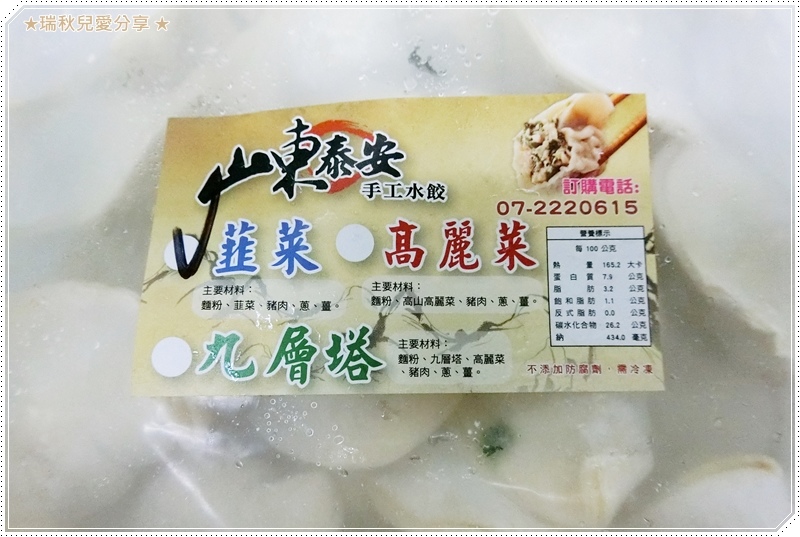 ★瑞秋兒愛分享★
山東泰安
手工水餃
訂購電話:
07-2220615
韮菜
高麗菜
主要材料：
麵粉、韮菜、豬肉、蔥、薑。
主要材料：
麵粉、高山高麗菜、豬肉、蔥、薑。
九層塔
主要材料：
麵粉、九層塔、高麗菜
、豬肉、蔥、薑。
營養標示
每 100 公克
熱量 165.2 大卡
蛋白質 7.9 公克
脂肪 3.2 公克
飽和脂肪 1.1 公克
反式脂肪 0.0 公克
碳水化合物 26.2 公克
納 434.0 毫克
不添加防腐劑，需冷凍